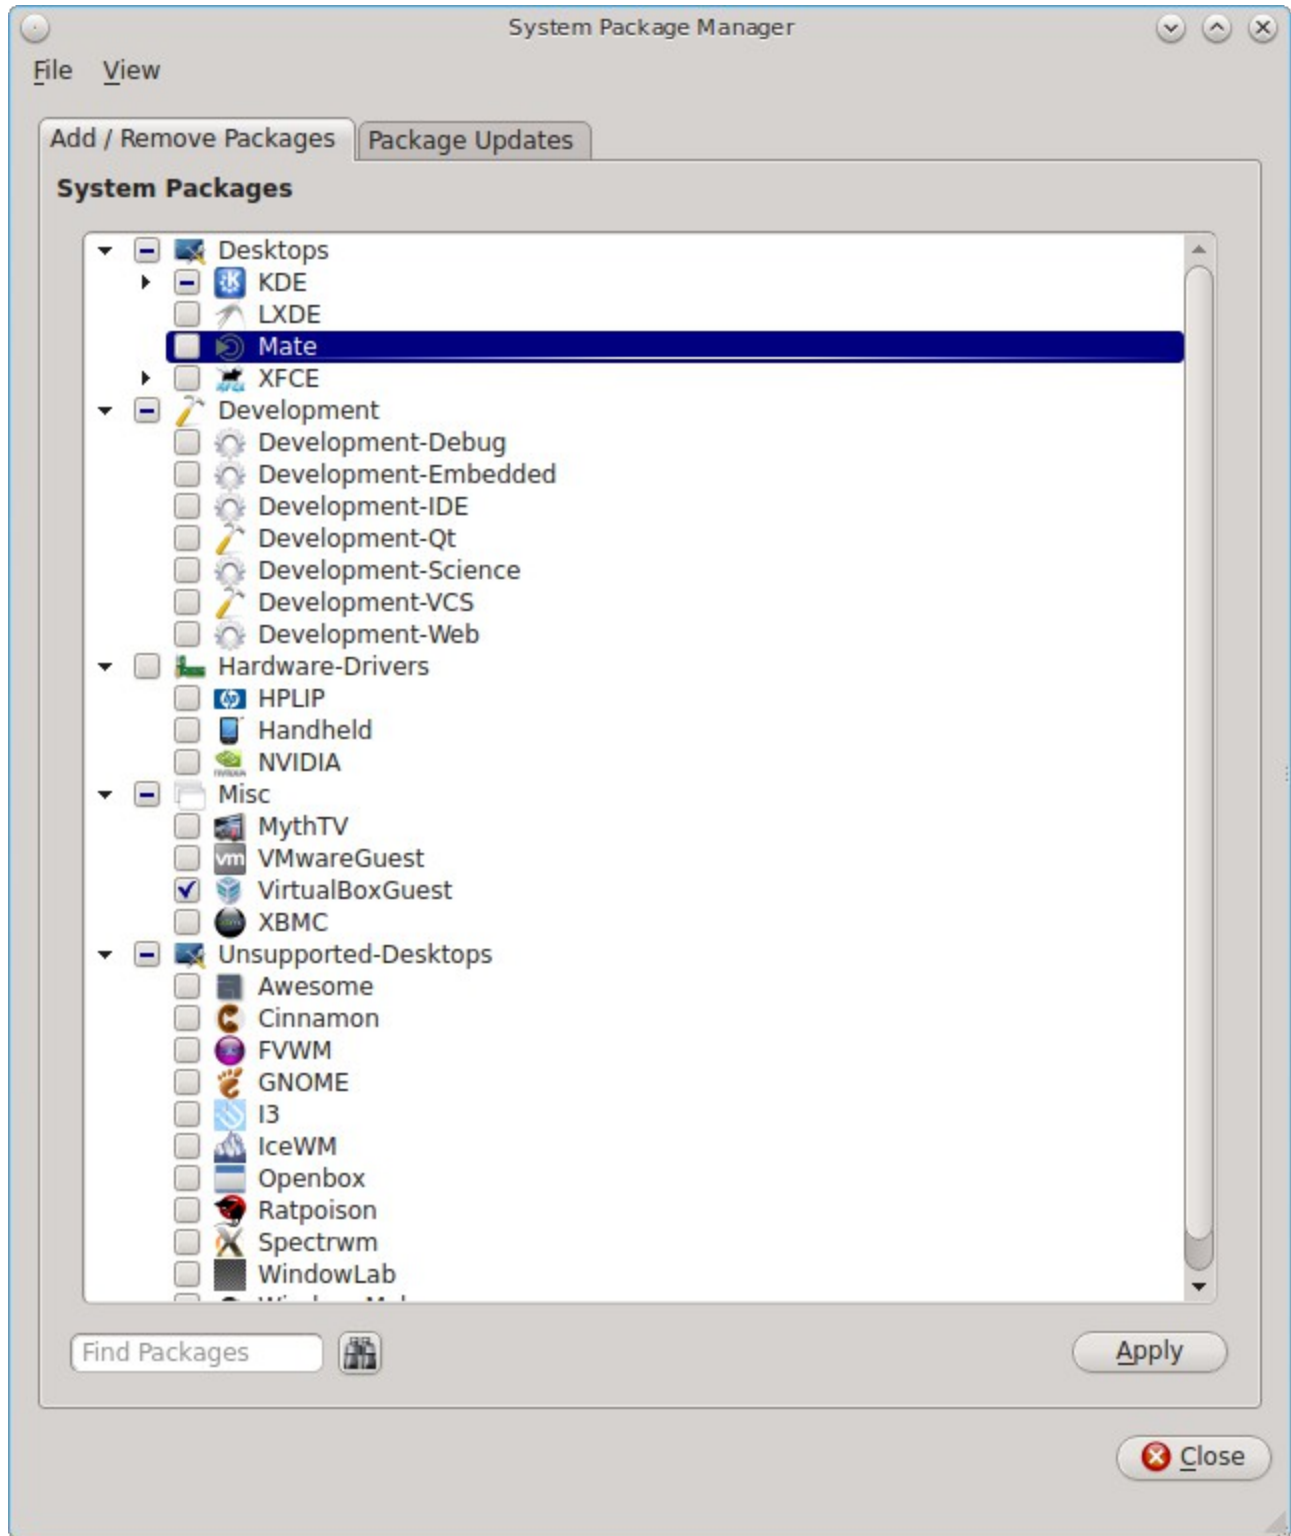 System Package Manager
File View
Add / Remove Packages Package Updates
System Packages
Desktops
KDE
LXDE
Mate
XFCE
Development
Development-Debug
Development-Embedded
Development-IDE
Development-Qt
Development-Science
Development-VCS
Development-Web
Hardware-Drivers
HPLIP
Handheld
NVIDIA
Misc
MythTV
VMwareGuest
VirtualBoxGuest
XBMC
Unsupported-Desktops
Awesome
Cinnamon
FVWM
GNOME
I3
IceWM
Openbox
Ratpoison
Spectrwm
WindowLab
Find Packages Apply
Close